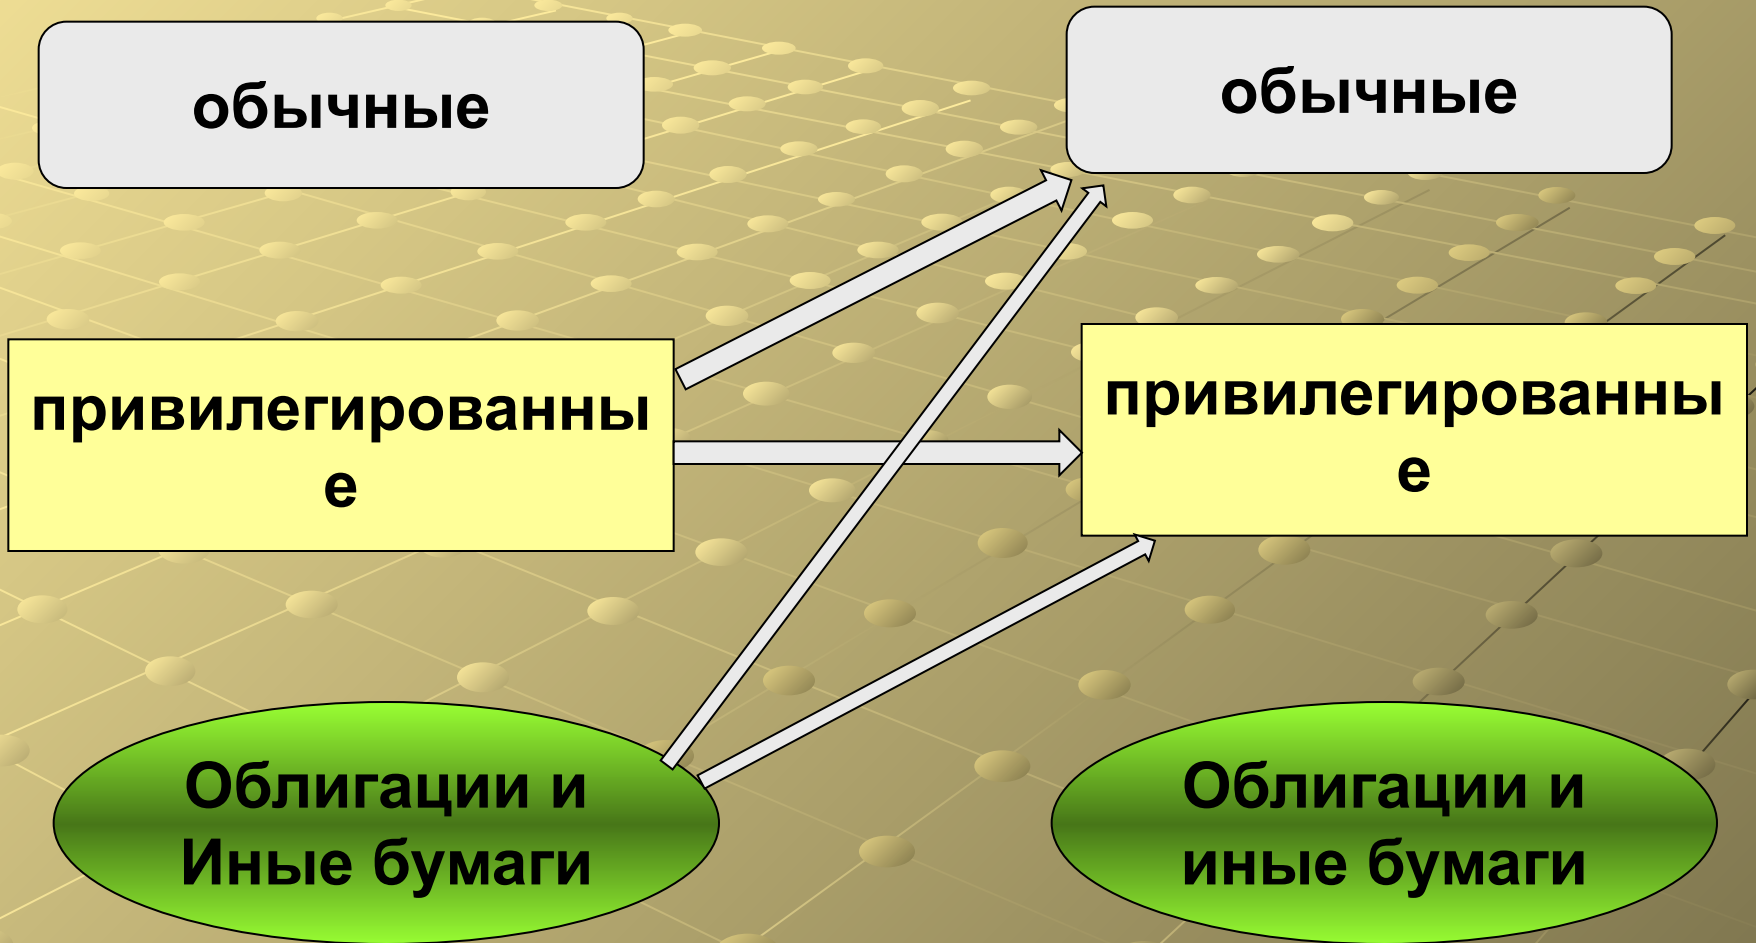 обычные
обычные
привилегированны
е
привилегированны
е
Облигации и
Иные бумаги
Облигации и
иные бумаги